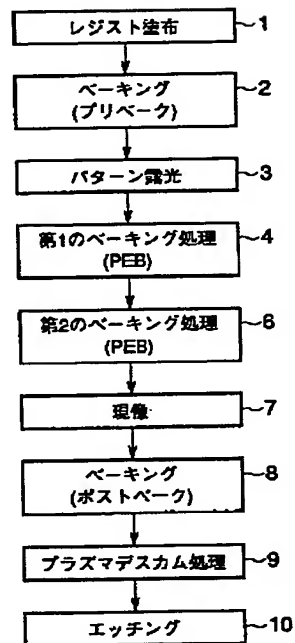 レジスト塗布
1
ベーキング
(プリベーク)
2
パターン露光
3
第1のベーキング処理
(PEB)
4
第2のベーキング処理
(PEB)
6
現像
7
ベーキング
(ポストベーク)
8
プラズマデスカム処理
9
エッチング
10